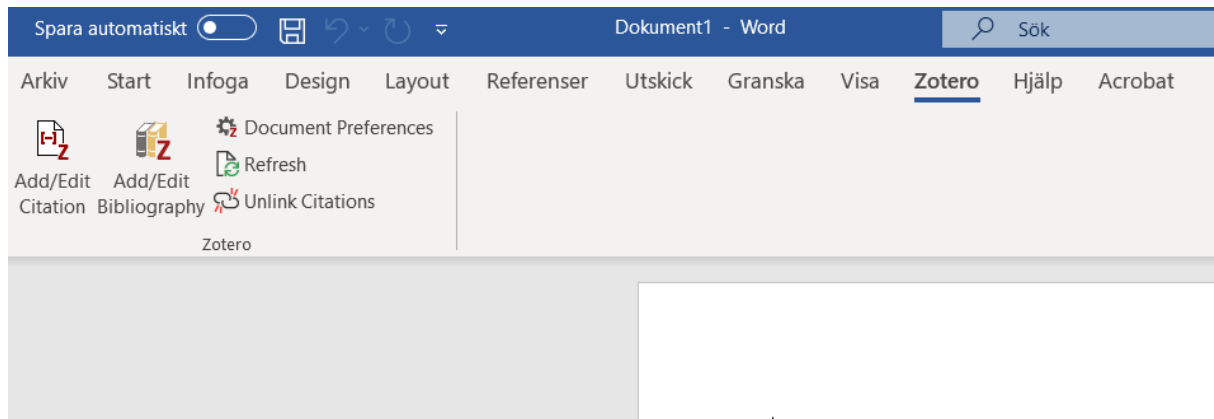 Spara automatiskt Dokument1 - Word Sök
Arkiv Start Infoga Design Layout Referenser Utskick Granska Visa Zotero Hjälp Acrobat
Add/Edit Citation
Add/Edit Bibliography
Document Preferences
Refresh
Unlink Citations
Zotero